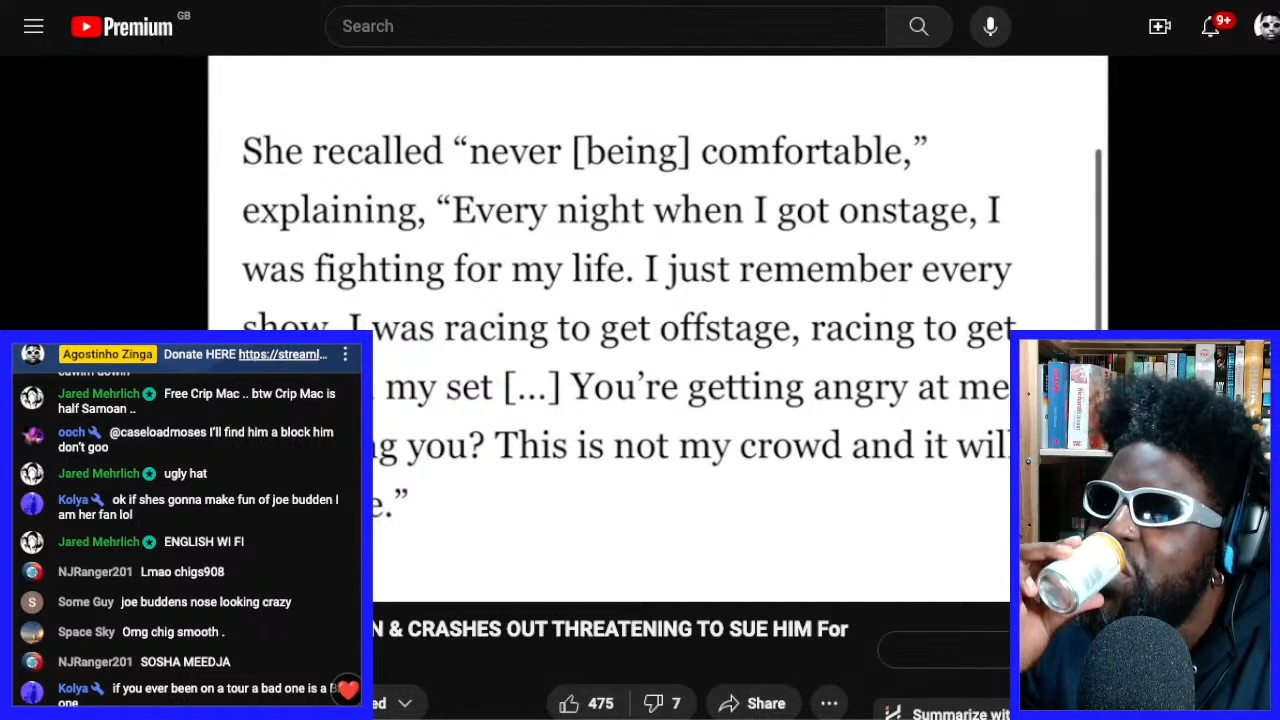 Premium GB
Search
9+
She recalled “never [being] comfortable,”
explaining, “Every night when I got onstage, I
was fighting for my life. I just remember every
show, I was racing to get offstage, racing to get
my set [...] You’re getting angry at me
you? This is not my crowd and it will
e.”
Agostinho Zinga Donate HERE https://streaml...
Jared Mehrlich Free Crip Mac .. btw Crip Mac is
half Samoan ..
ooch @caseloadmoses I’ll find him a block him
don’t goo
Jared Mehrlich ugly hat
Kolya ok if shes gonna make fun of joe budden I
am her fan lol
Jared Mehrlich ENGLISH WI FI
NJRanger201 Lmao chigs908
S Some Guy joe buddens nose looking crazy
Space Sky Omg chig smooth .
NJRanger201 SOSHA MEEDJA
Kolya if you ever been on a tour a bad one is a
one
N & CRASHES OUT THREATENING TO SUE HIM For
475
7
Share
Summarize wit